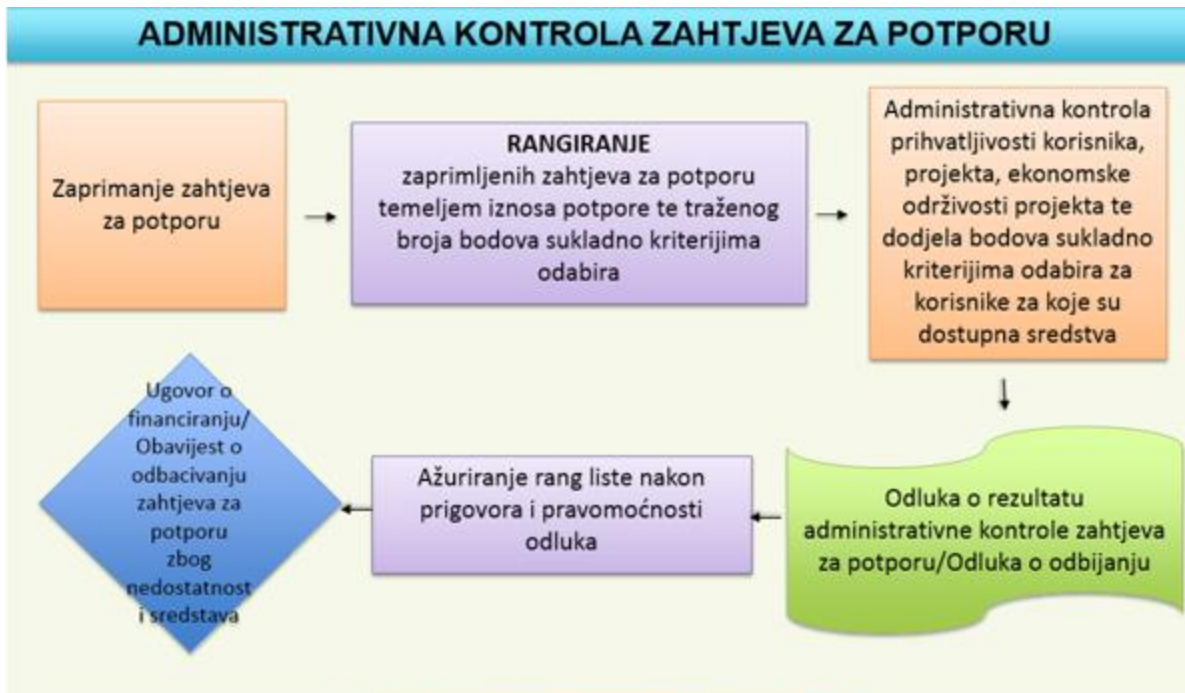 ADMINISTRATIVNA KONTROLA ZAHTJEVA ZA POTPORU
Zaprimanje zahtjeva
za potporu
RANGIRANJE
zaprimljenih zahtjeva za potporu
temeljem iznosa potpore te traženog
broja bodova sukladno kriterijima
odabira
Administrativna kontrola
prihvatljivosti korisnika,
projekta, ekonomske
održivosti projekta te
dodjela bodova sukladno
kriterijima odabira za
korisnike za koje su
dostupna sredstva
Odluka o rezultatu
administrativne kontrole zahtjeva
za potporu/Odluka o odbijanju
Ažuriranje rang liste nakon
prigovora i pravomoćnosti
odluka
Ugovor o
financiranju/
Obavijest o
odbacivanju
zahtjeva za
potporu
zbog
nedostatnost
i sredstava